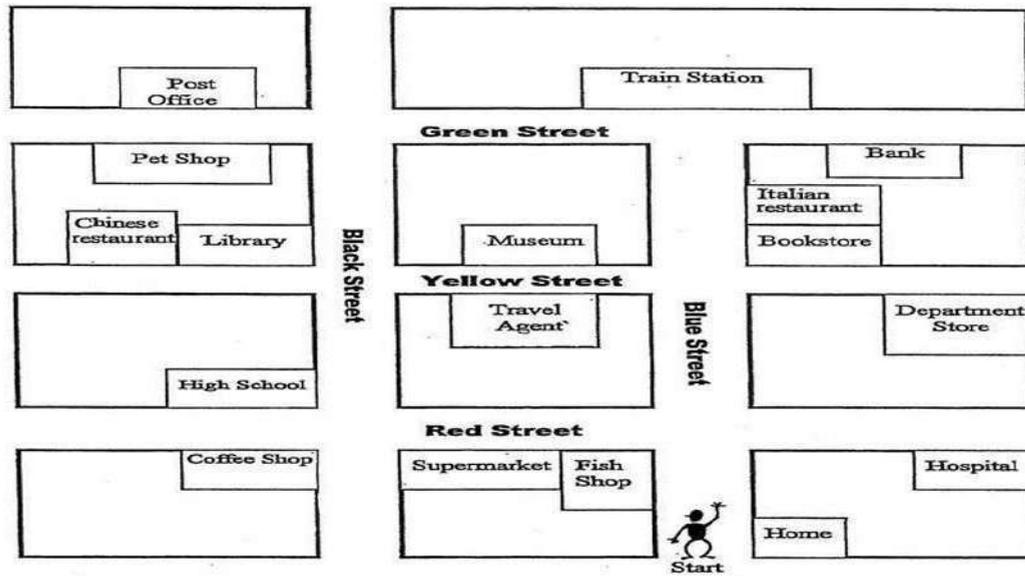 Post
Office
Train Station
Green Street
Pet Shop
Bank
Chinese
restaurant
Library
Black Street
Museum
Italian
restaurant
Bookstore
Yellow Street
Travel
Agent
Blue Street
Department
Store
High School
Red Street
Coffee Shop
Supermarket
Fish
Shop
Hospital
Home
Start